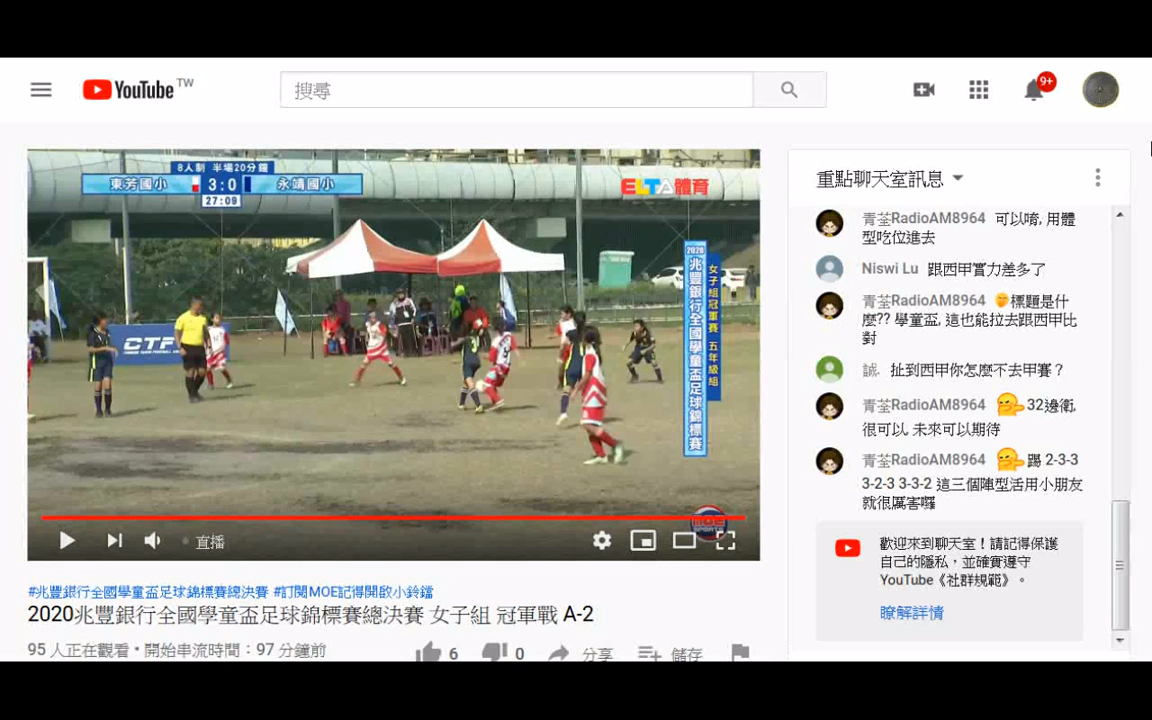 YouTube TW
搜尋
9+
8人制 半場20分鐘
東芳國小 3:0 永靖國小
27:09
ELTA體育
2020 兆豐銀行全國學童盃足球錦標賽
女子組冠軍賽 五年級組
CTF
MOE
直播
#兆豐銀行全國學童盃足球錦標賽總決賽 #訂閱MOE記得開啟小鈴鐺
2020兆豐銀行全國學童盃足球錦標賽總決賽 女子組 冠軍戰 A-2
95 人正在觀看 • 開始串流時間：97 分鐘前
6
0
分享
儲存
重點聊天室訊息
青荃RadioAM8964 可以唷, 用體
型吃位進去
Niswi Lu 跟西甲實力差多了
青荃RadioAM8964 標題是什
麼?? 學童盃, 這也能拉去跟西甲比
對
誠. 扯到西甲你怎麼不去甲賽？
青荃RadioAM8964 32邊衛,
很可以, 未來可以期待
青荃RadioAM8964 踢 2-3-3
3-2-3 3-3-2 這三個陣型活用小朋友
就很厲害囉
歡迎來到聊天室！請記得保護
自己的隱私，並確實遵守
YouTube《社群規範》。
瞭解詳情